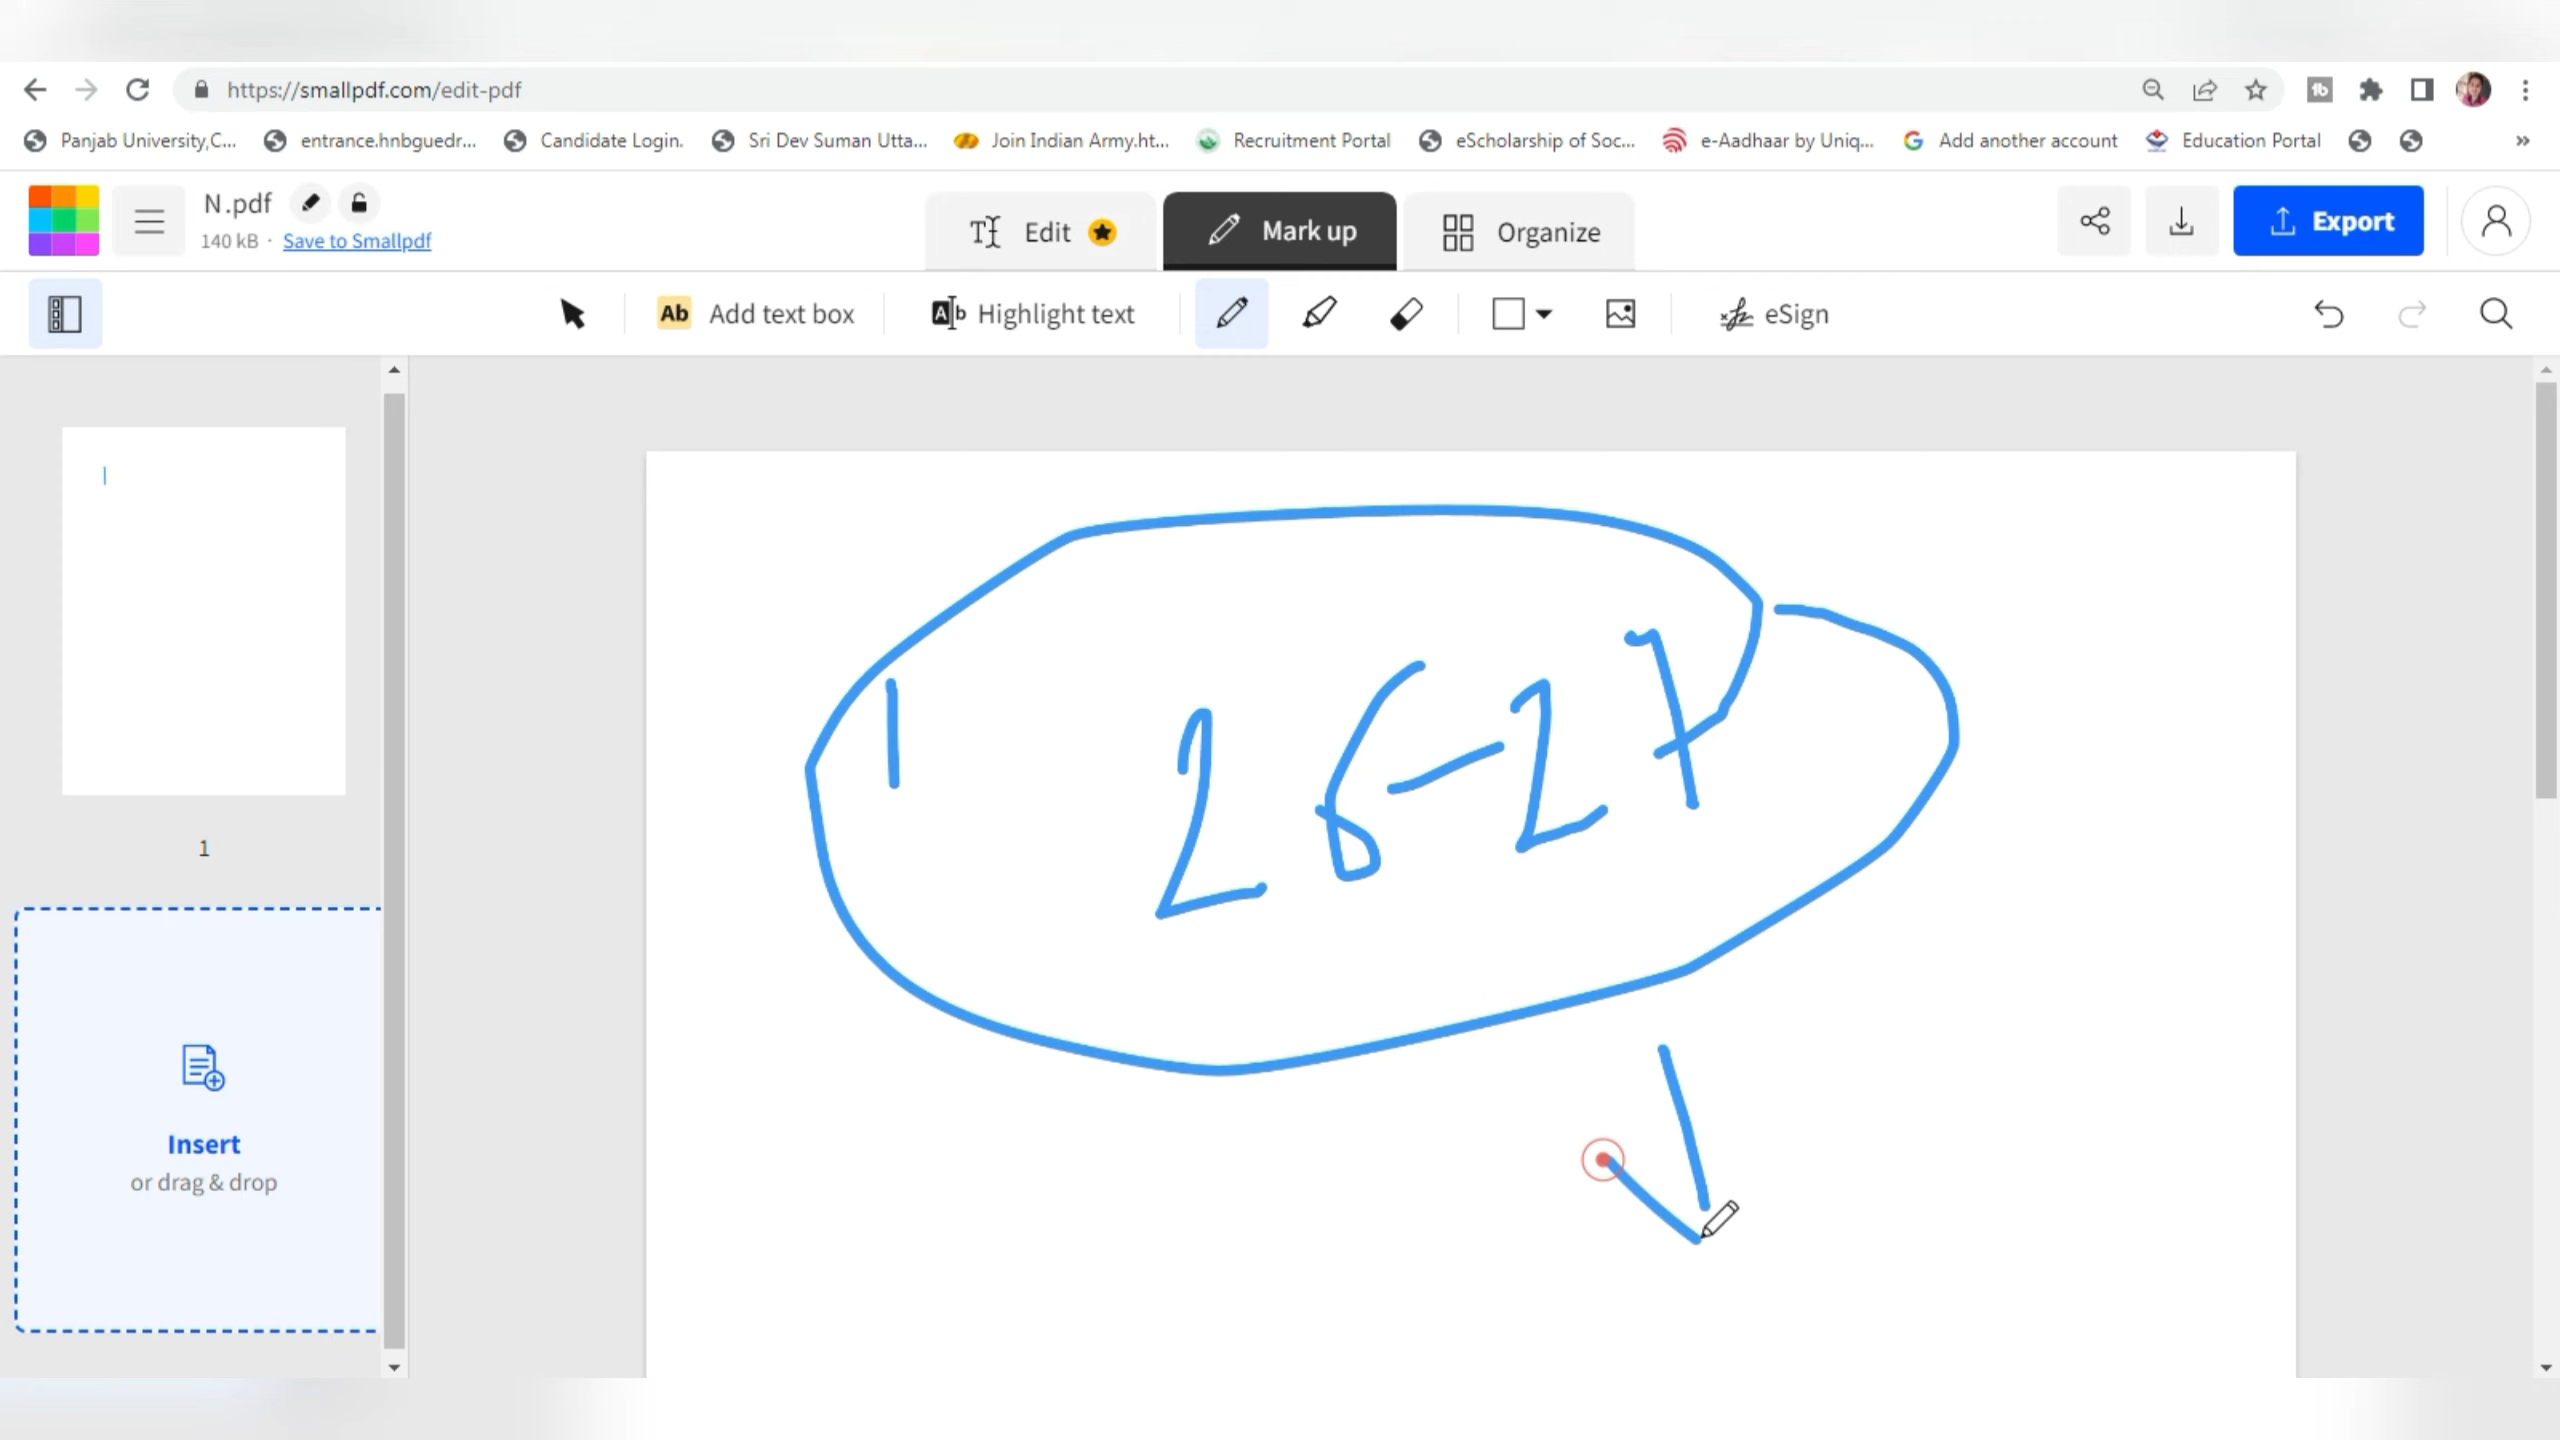 https://smallpdf.com/edit-pdf
Panjab University,C... entrance.hnbguedr... Candidate Login. Sri Dev Suman Utta... Join Indian Army.ht... Recruitment Portal eScholarship of Soc... e-Aadhaar by Uniq... Add another account Education Portal »
N.pdf
140 kB · Save to Smallpdf
Edit Mark up Organize
Export
Ab Add text box Ab Highlight text eSign
1 26-27
1
Insert
or drag & drop